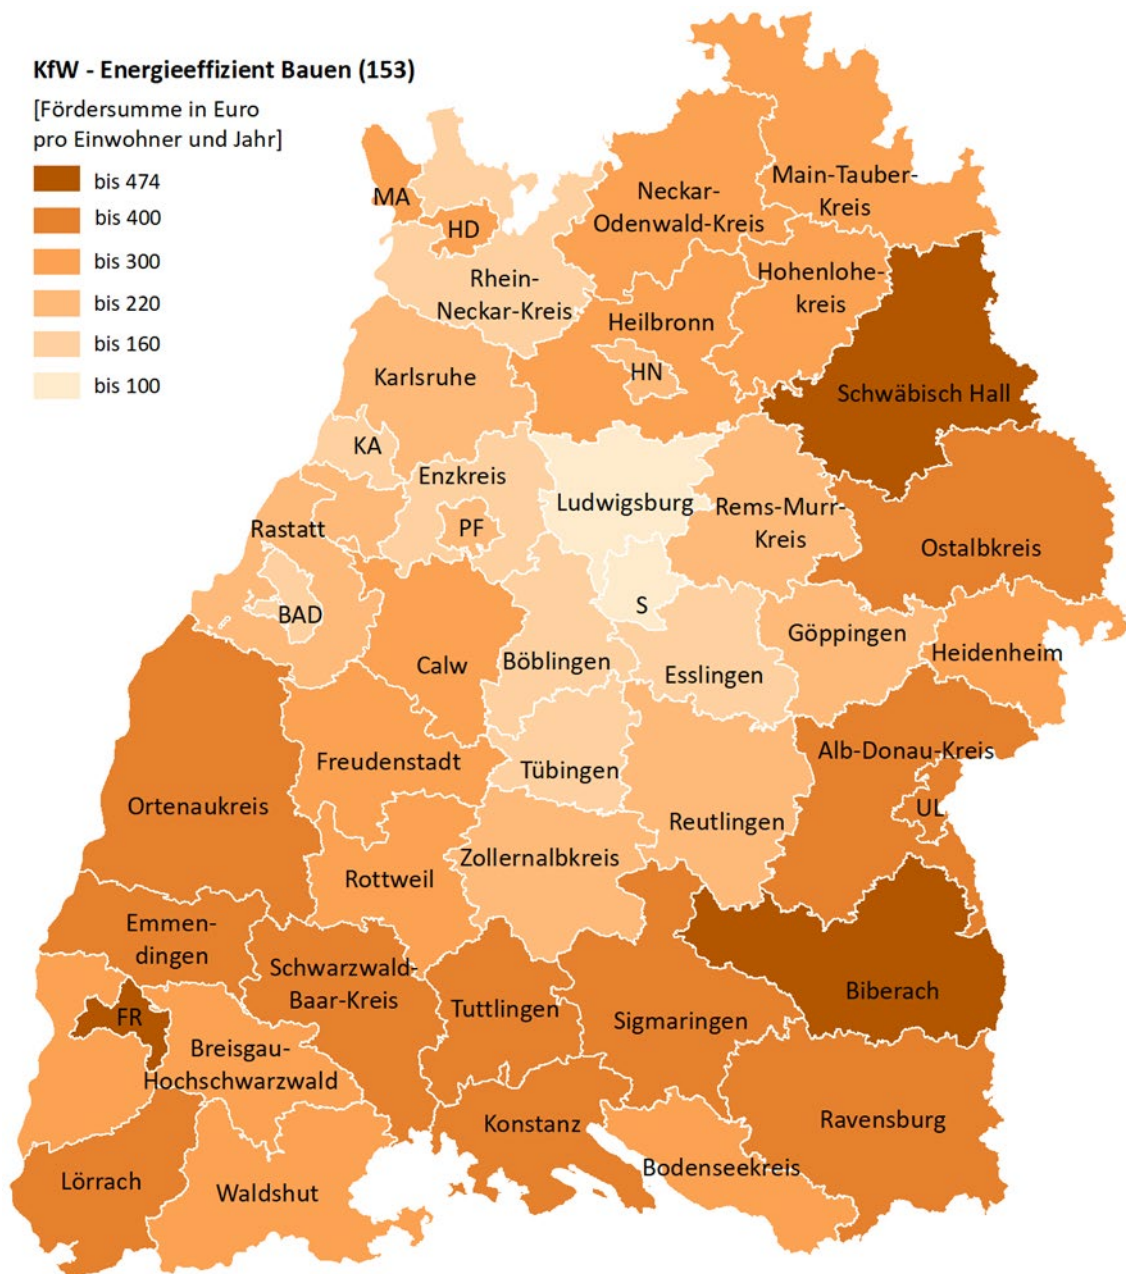 KfW - Energieeffizient Bauen (153)
[Fördersumme in Euro
pro Einwohner und Jahr]
bis 474
bis 400
bis 300
bis 220
bis 160
bis 100
MA
HD
Neckar-
Odenwald-Kreis
Main-Tauber-
Kreis
Rhein-
Neckar-Kreis
Hohenlohe-
kreis
Heilbronn
HN
Karlsruhe
Schwäbisch Hall
KA
Enzkreis
Ludwigsburg
Rems-Murr-
Kreis
Rastatt
PF
Ostalbkreis
BAD
S
Göppingen
Heidenheim
Calw
Böblingen
Esslingen
Freudenstadt
Tübingen
Alb-Donau-Kreis
Ortenaukreis
Reutlingen
UL
Rottweil
Zollernalbkreis
Emmen-
dingen
Schwarzwald-
Baar-Kreis
Tuttlingen
Sigmaringen
Biberach
FR
Breisgau-
Hochschwarzwald
Konstanz
Ravensburg
Lörrach
Waldshut
Bodenseekreis